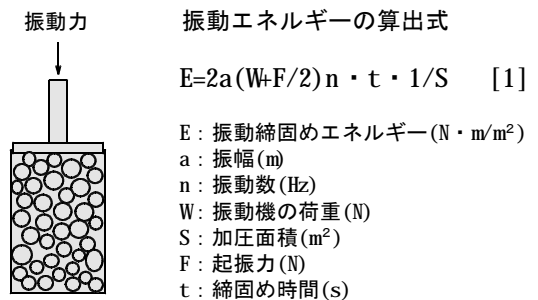 振動力
振動エネルギーの算出式
E=2a(W+F/2)n・t・1/S [1]
E：振動締固めエネルギー(N・m/m²)
a：振幅(m)
n：振動数(Hz)
W：振動機の荷重(N)
S：加圧面積(m²)
F：起振力(N)
t：締固め時間(s)